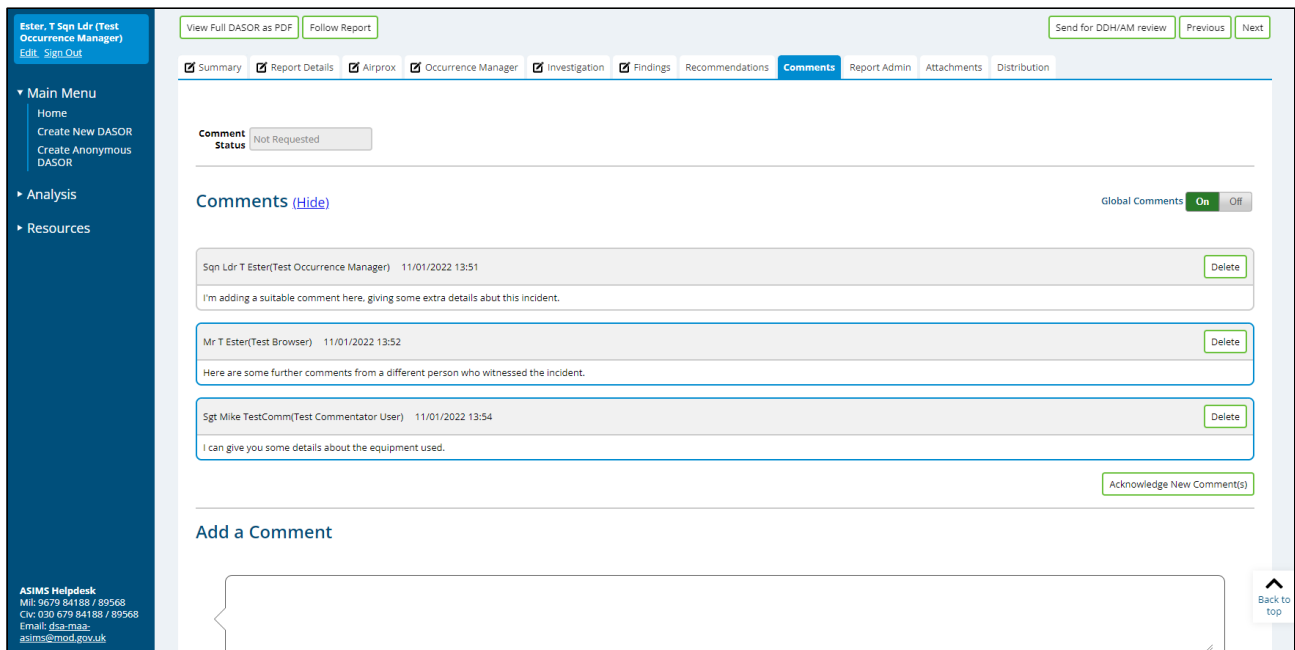 Ester, T Sqn Ldr (Test
Occurrence Manager)
Edit Sign Out
Main Menu
Home
Create New DASOR
Create Anonymous
DASOR
Analysis
Resources
ASIMS Helpdesk
Mil: 9679 84188 / 89568
Civ: 030 679 84188 / 89568
Email: dsa-maa-
asims@mod.gov.uk
View Full DASOR as PDF Follow Report Send for DDH/AM review Previous Next
Summary Report Details Airprox Occurrence Manager Investigation Findings Recommendations Comments Report Admin Attachments Distribution
Comment
Status Not Requested
Comments (Hide) Global Comments On Off
Sqn Ldr T Ester(Test Occurrence Manager) 11/01/2022 13:51 Delete
I'm adding a suitable comment here, giving some extra details abut this incident.
Mr T Ester(Test Browser) 11/01/2022 13:52 Delete
Here are some further comments from a different person who witnessed the incident.
Sgt Mike TestComm(Test Commentator User) 11/01/2022 13:54 Delete
I can give you some details about the equipment used.
Acknowledge New Comment(s)
Add a Comment
Back to
top